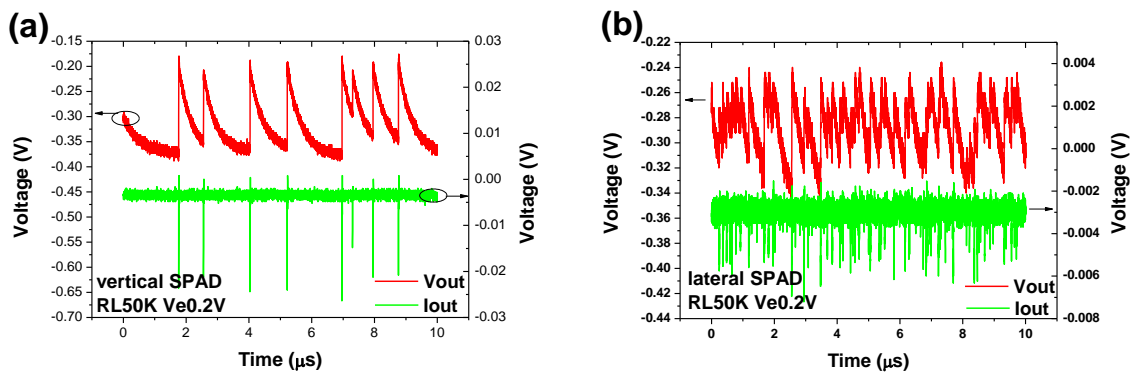 (a)
-0.15
-0.20
-0.25
-0.30
-0.35
-0.40
-0.45
-0.50
-0.55
-0.60
-0.65
-0.70
Voltage (V)
0.03
0.02
0.01
0.00
-0.01
-0.02
-0.03
Voltage (V)
vertical SPAD
RL50K Ve0.2V
Vout
Iout
0 2 4 6 8 10
Time (μs)
(b)
-0.22
-0.24
-0.26
-0.28
-0.30
-0.32
-0.34
-0.36
-0.38
-0.40
-0.42
-0.44
Voltage (V)
0.004
0.002
0.000
-0.002
-0.004
-0.006
-0.008
Voltage (V)
lateral SPAD
RL50K Ve0.2V
Vout
Iout
0 2 4 6 8 10
Time (μs)